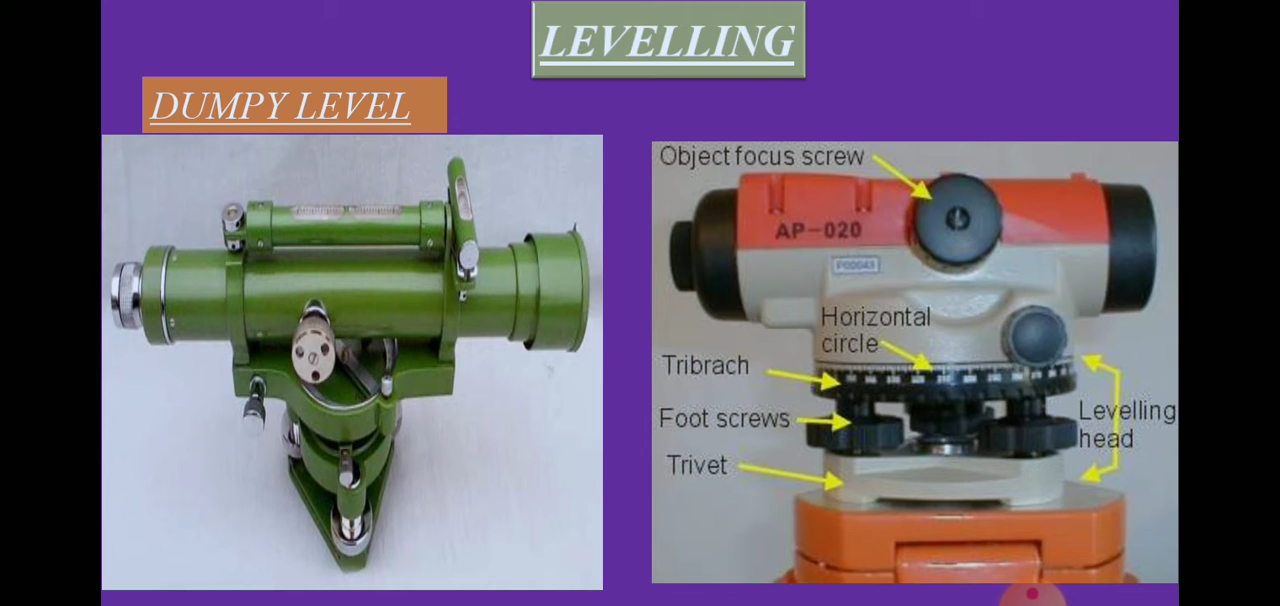 LEVELLING
DUMPY LEVEL
Object focus screw
AP-020
Horizontal
circle
Tribrach
Foot screws
Levelling
head
Trivet